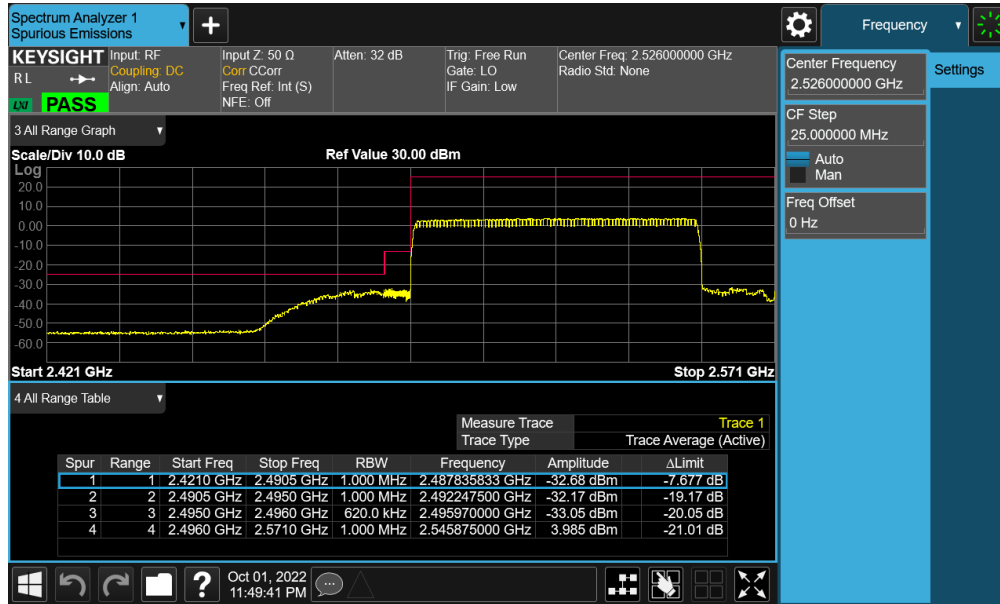 Spectrum Analyzer 1
Spurious Emissions
+
Frequency
KEYSIGHT
R L
LXI
PASS
Input: RF
Coupling: DC
Align: Auto
Input Z: 50 Ω
Corr CCorr
Freq Ref: Int (S)
NFE: Off
Atten: 32 dB
Trig: Free Run
Gate: LO
IF Gain: Low
Center Freq: 2.526000000 GHz
Radio Std: None
Center Frequency
2.526000000 GHz
Settings
CF Step
25.000000 MHz
Auto
Man
Freq Offset
0 Hz
3 All Range Graph
Scale/Div 10.0 dB
Ref Value 30.00 dBm
Log
20.0
10.0
0.00
-10.0
-20.0
-30.0
-40.0
-50.0
-60.0
Start 2.421 GHz
Stop 2.571 GHz
4 All Range Table
Measure Trace Trace 1
Trace Type Trace Average (Active)
Spur Range Start Freq Stop Freq RBW Frequency Amplitude ΔLimit
1 1 2.4210 GHz 2.4905 GHz 1.000 MHz 2.487835833 GHz -32.68 dBm -7.677 dB
2 2 2.4905 GHz 2.4950 GHz 1.000 MHz 2.492247500 GHz -32.17 dBm -19.17 dB
3 3 2.4950 GHz 2.4960 GHz 620.0 kHz 2.495970000 GHz -33.05 dBm -20.05 dB
4 4 2.4960 GHz 2.5710 GHz 1.000 MHz 2.545875000 GHz 3.985 dBm -21.01 dB
?
Oct 01, 2022
11:49:41 PM